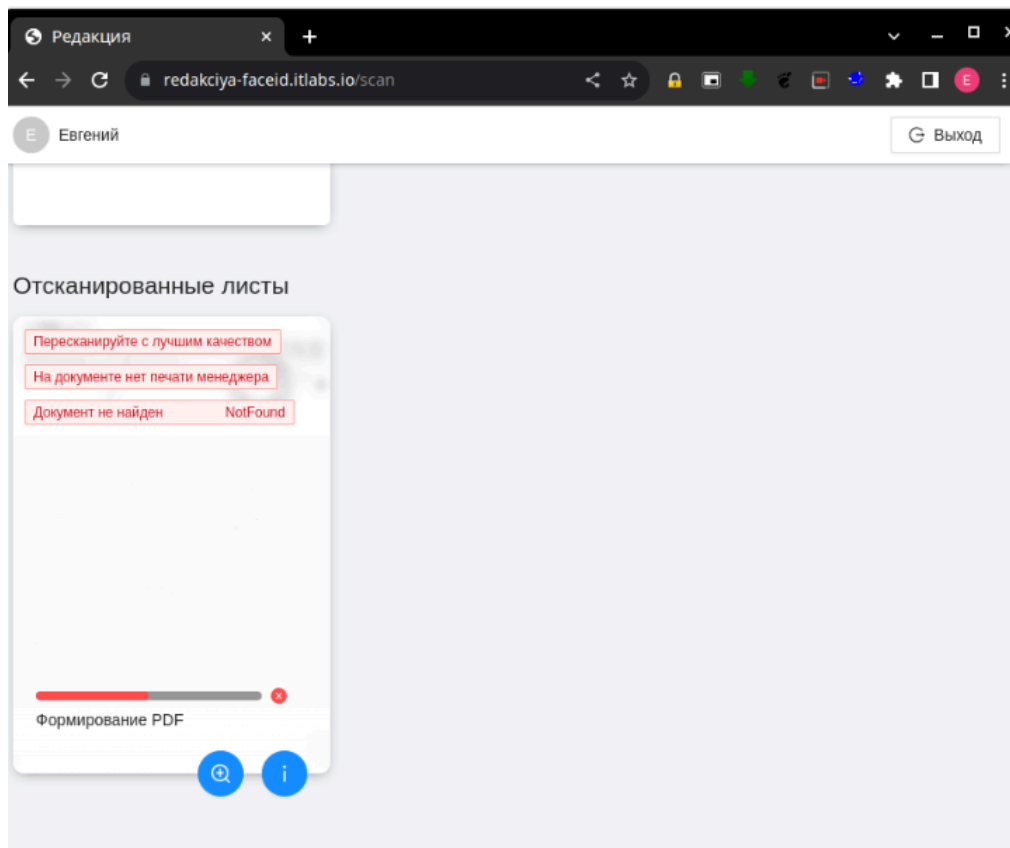 Редакция
redakciya-faceid.itlabs.io/scan
E
E Евгений
Выход
Отсканированные листы
Пересканируйте с лучшим качеством
На документе нет печати менеджера
Документ не найден NotFound
Формирование PDF
i